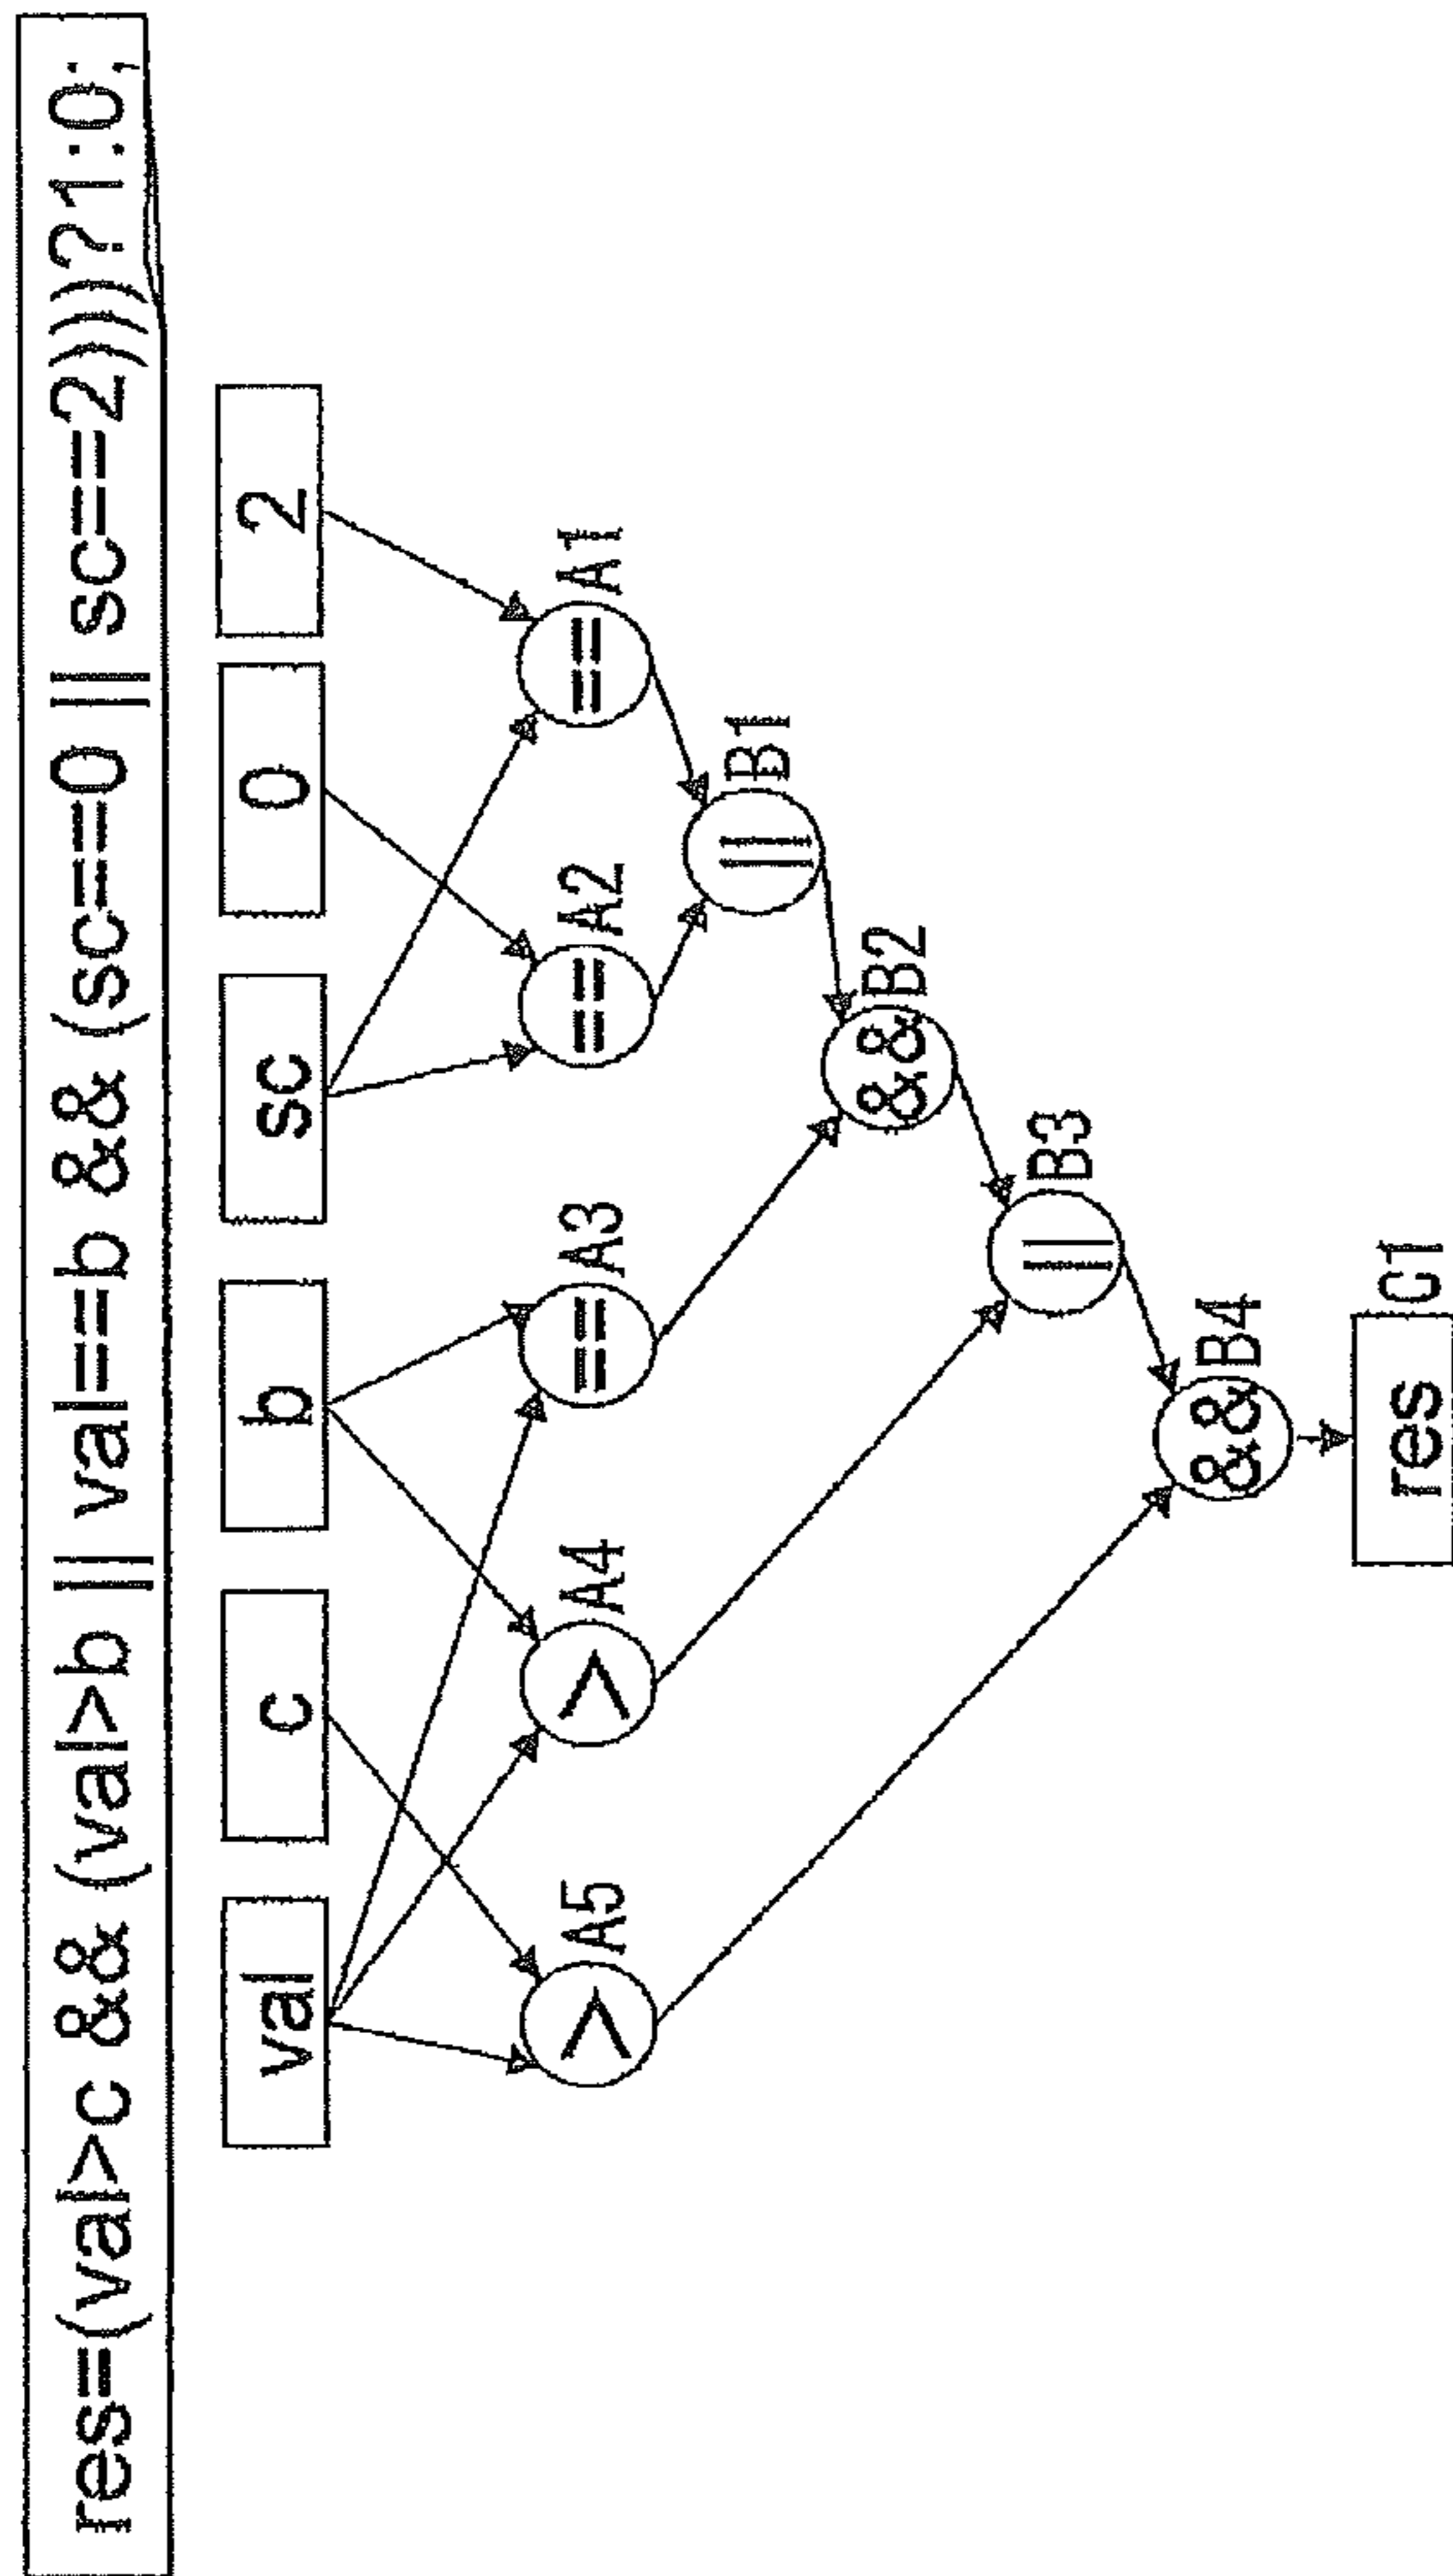 res=(val>c && (val>b || val==b && (sc==0 || sc==2)))?1:0;
val c b sc 0 2
> A5 > A4 == A3 == A2 == A1
|| B1
&& B2
|| B3
&& B4
res C1